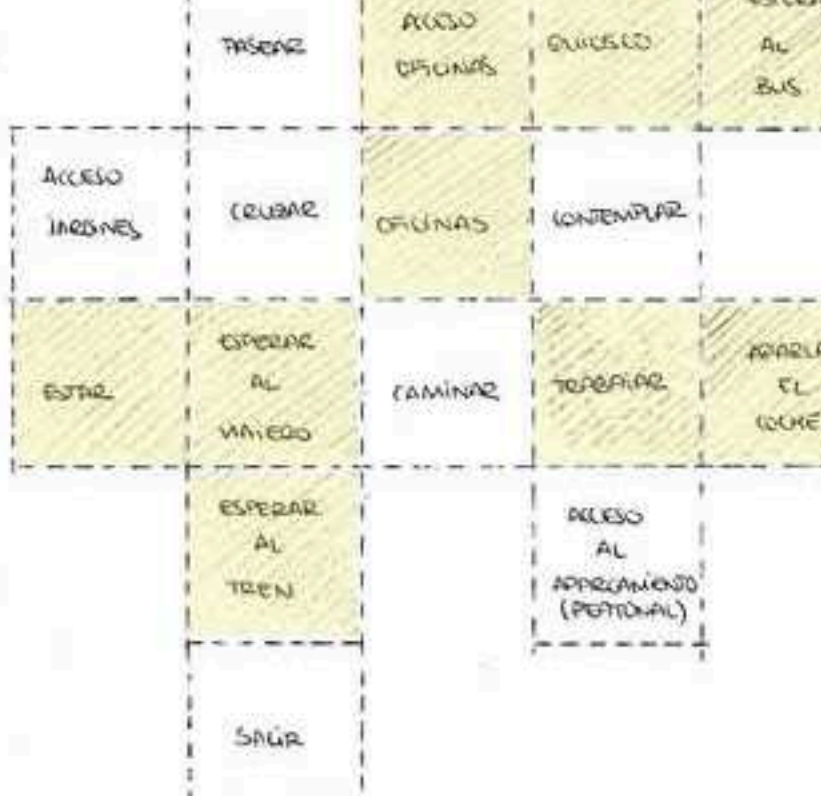 PASEAR
ACCESO
OFICINAS
QUIOSCO
AL
BUS
ACCESO
JARDINES
CRUZAR
OFICINAS
CONTEMPLAR
ESTAR
ESPERAR
AL
VIAJERO
CAMINAR
TRABAJAR
APARCA
EL
COCHE
ESPERAR
AL
TREN
ACCESO
AL
APARCAMIENTO
(PEATONAL)
SALIR